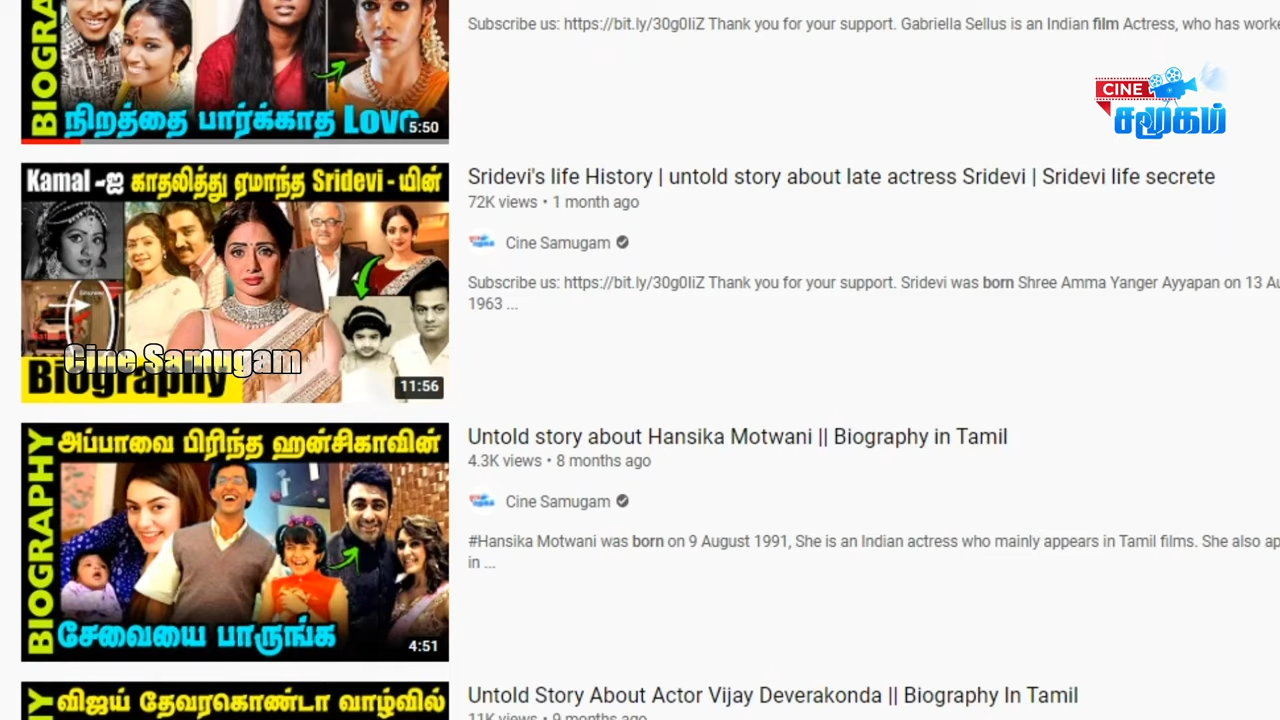 BIOGRA
நிறத்தை பார்க்காத Love
5:50
Subscribe us: https://bit.ly/30g0IiZ Thank you for your support. Gabriella Sellus is an Indian film Actress, who has worke
CINE
சமூகம்
Kamal -ஐ காதலித்து ஏமாந்த Sridevi - யின்
Cine Samugam
Biography
11:56
Sridevi's life History | untold story about late actress Sridevi | Sridevi life secrete
72K views • 1 month ago
Cine Samugam
Subscribe us: https://bit.ly/30g0IiZ Thank you for your support. Sridevi was born Shree Amma Yanger Ayyapan on 13 Au
1963 ...
BIOGRAPHY
அப்பாவை பிரிந்த ஹன்சிகாவின்
சேவையை பாருங்க
4:51
Untold story about Hansika Motwani || Biography in Tamil
4.3K views • 8 months ago
Cine Samugam
#Hansika Motwani was born on 9 August 1991, She is an Indian actress who mainly appears in Tamil films. She also ap
in ...
HY
விஜய் தேவரகொண்டா வாழ்வில்
Untold Story About Actor Vijay Deverakonda || Biography In Tamil
11K views • 9 months ago